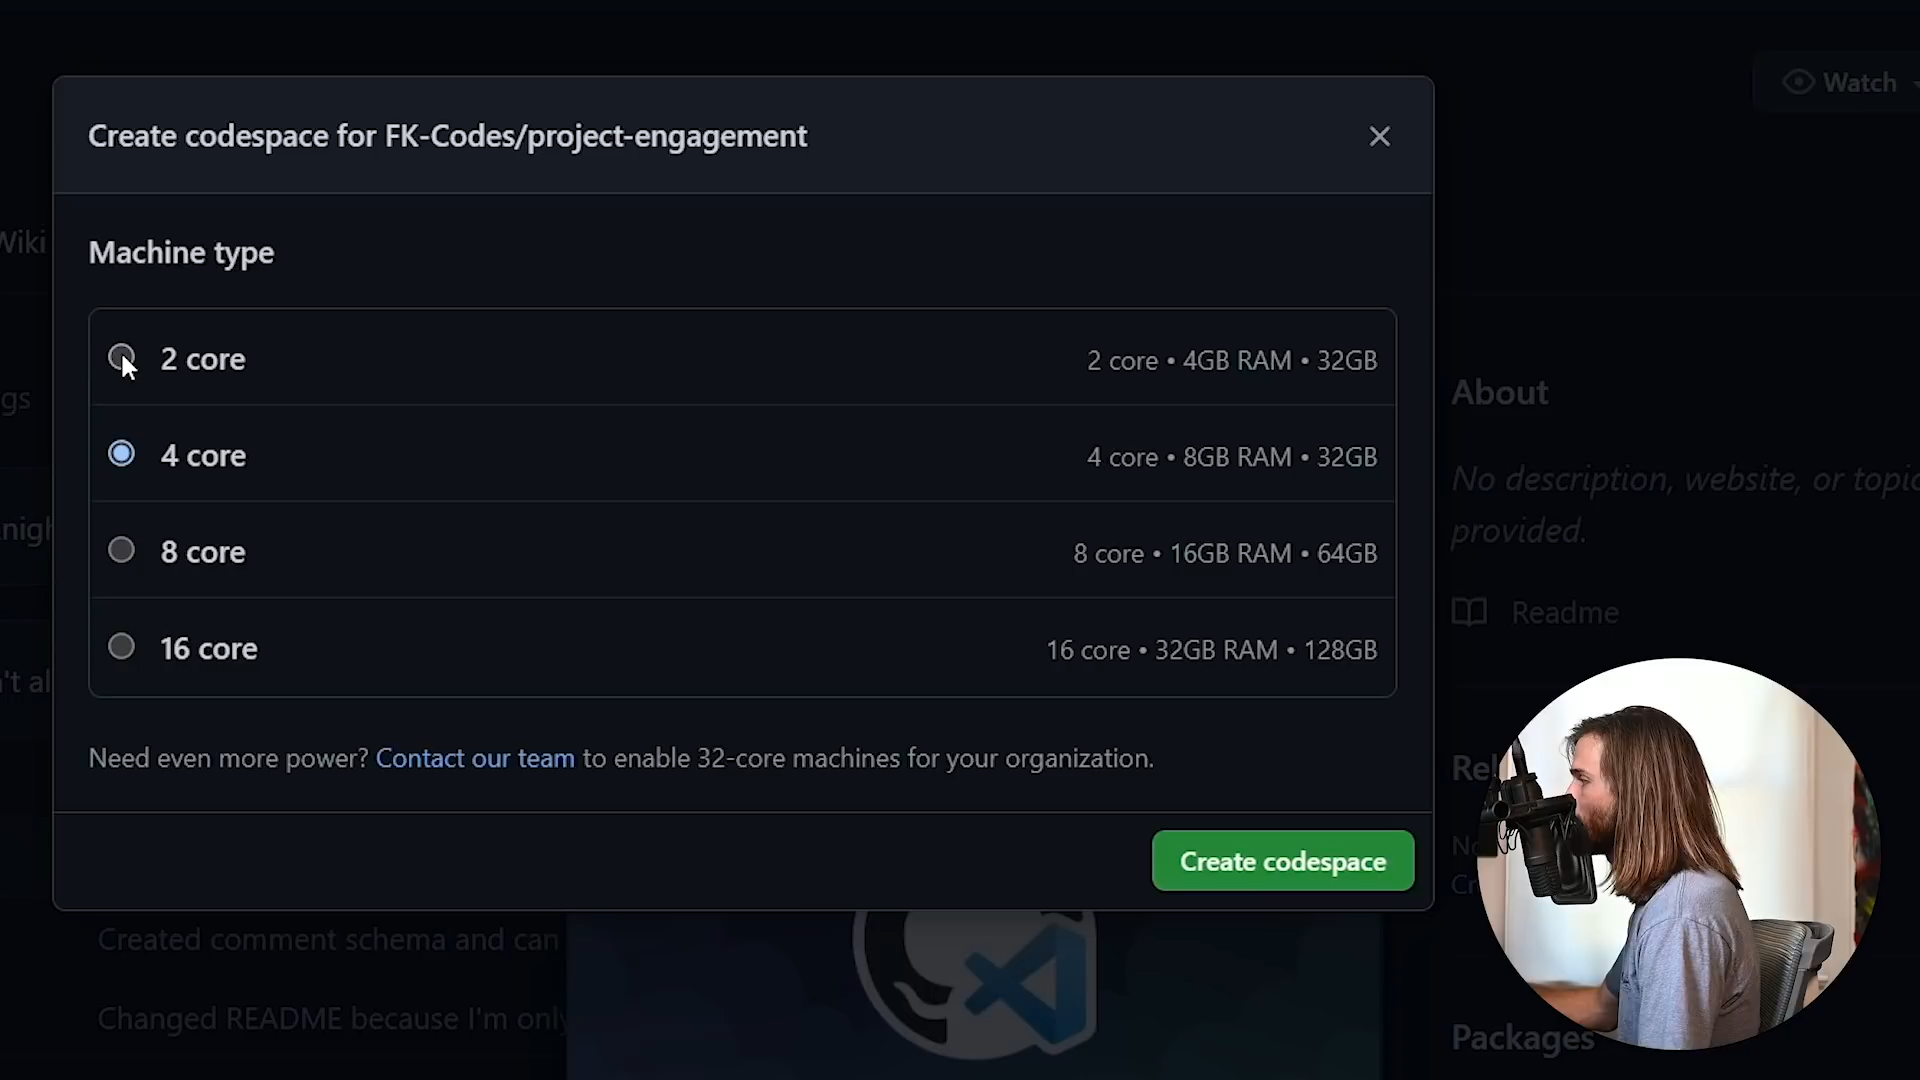 Watch
Create codespace for FK-Codes/project-engagement
Wiki
Machine type
2 core
2 core • 4GB RAM • 32GB
4 core
4 core • 8GB RAM • 32GB
8 core
8 core • 16GB RAM • 64GB
16 core
16 core • 32GB RAM • 128GB
Need even more power? Contact our team to enable 32-core machines for your organization.
Create codespace
About
No description, website, or topic
provided.
Readme
Created comment schema and can
Changed README because I'm only
Packages